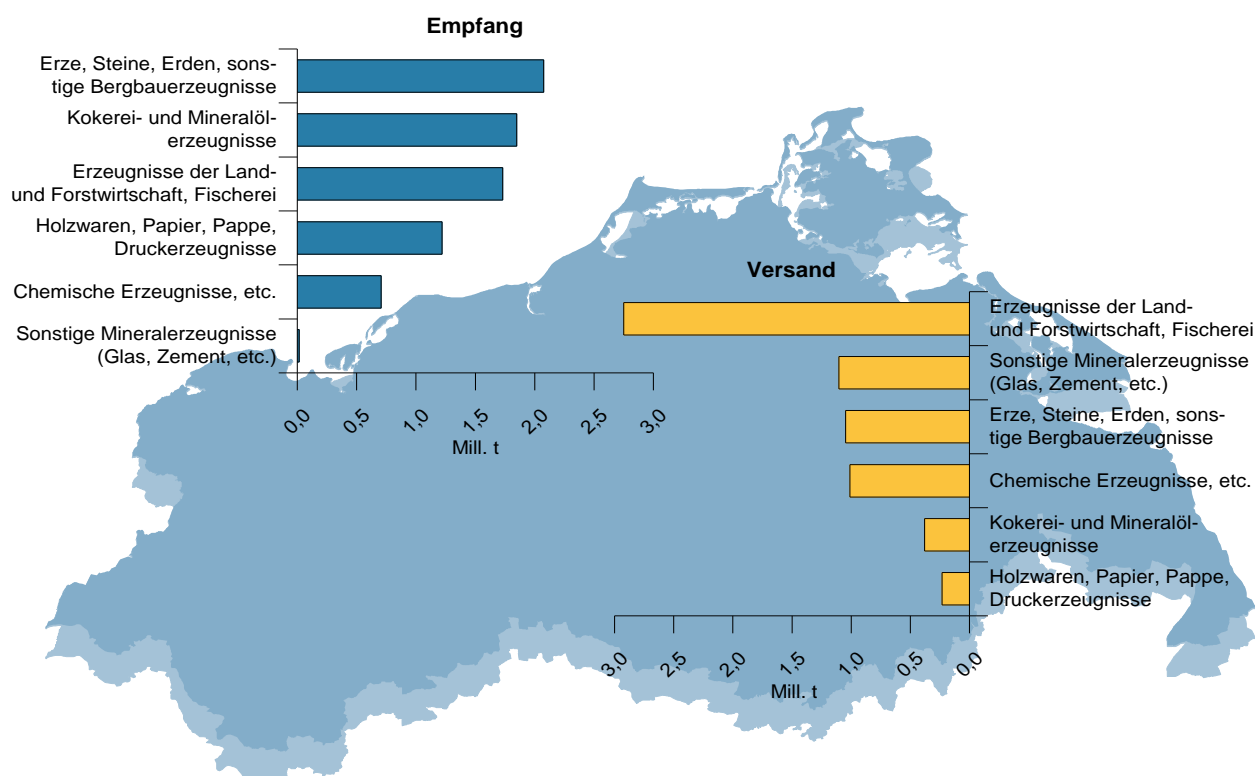 Empfang
Erze, Steine, Erden, sons-
tige Bergbauerzeugnisse
Kokerei- und Mineralöl-
erzeugnisse
Erzeugnisse der Land-
und Forstwirtschaft, Fischerei
Holzwaren, Papier, Pappe,
Druckerzeugnisse
Chemische Erzeugnisse, etc.
Sonstige Mineralerzeugnisse
(Glas, Zement, etc.)
0,0 0,5 1,0 1,5 2,0 2,5 3,0
Mill. t
Versand
Erzeugnisse der Land-
und Forstwirtschaft, Fischerei
Sonstige Mineralerzeugnisse
(Glas, Zement, etc.)
Erze, Steine, Erden, sons-
tige Bergbauerzeugnisse
Chemische Erzeugnisse, etc.
Kokerei- und Mineralöl-
erzeugnisse
Holzwaren, Papier, Pappe,
Druckerzeugnisse
3,0 2,5 2,0 1,5 1,0 0,5 0,0
Mill. t